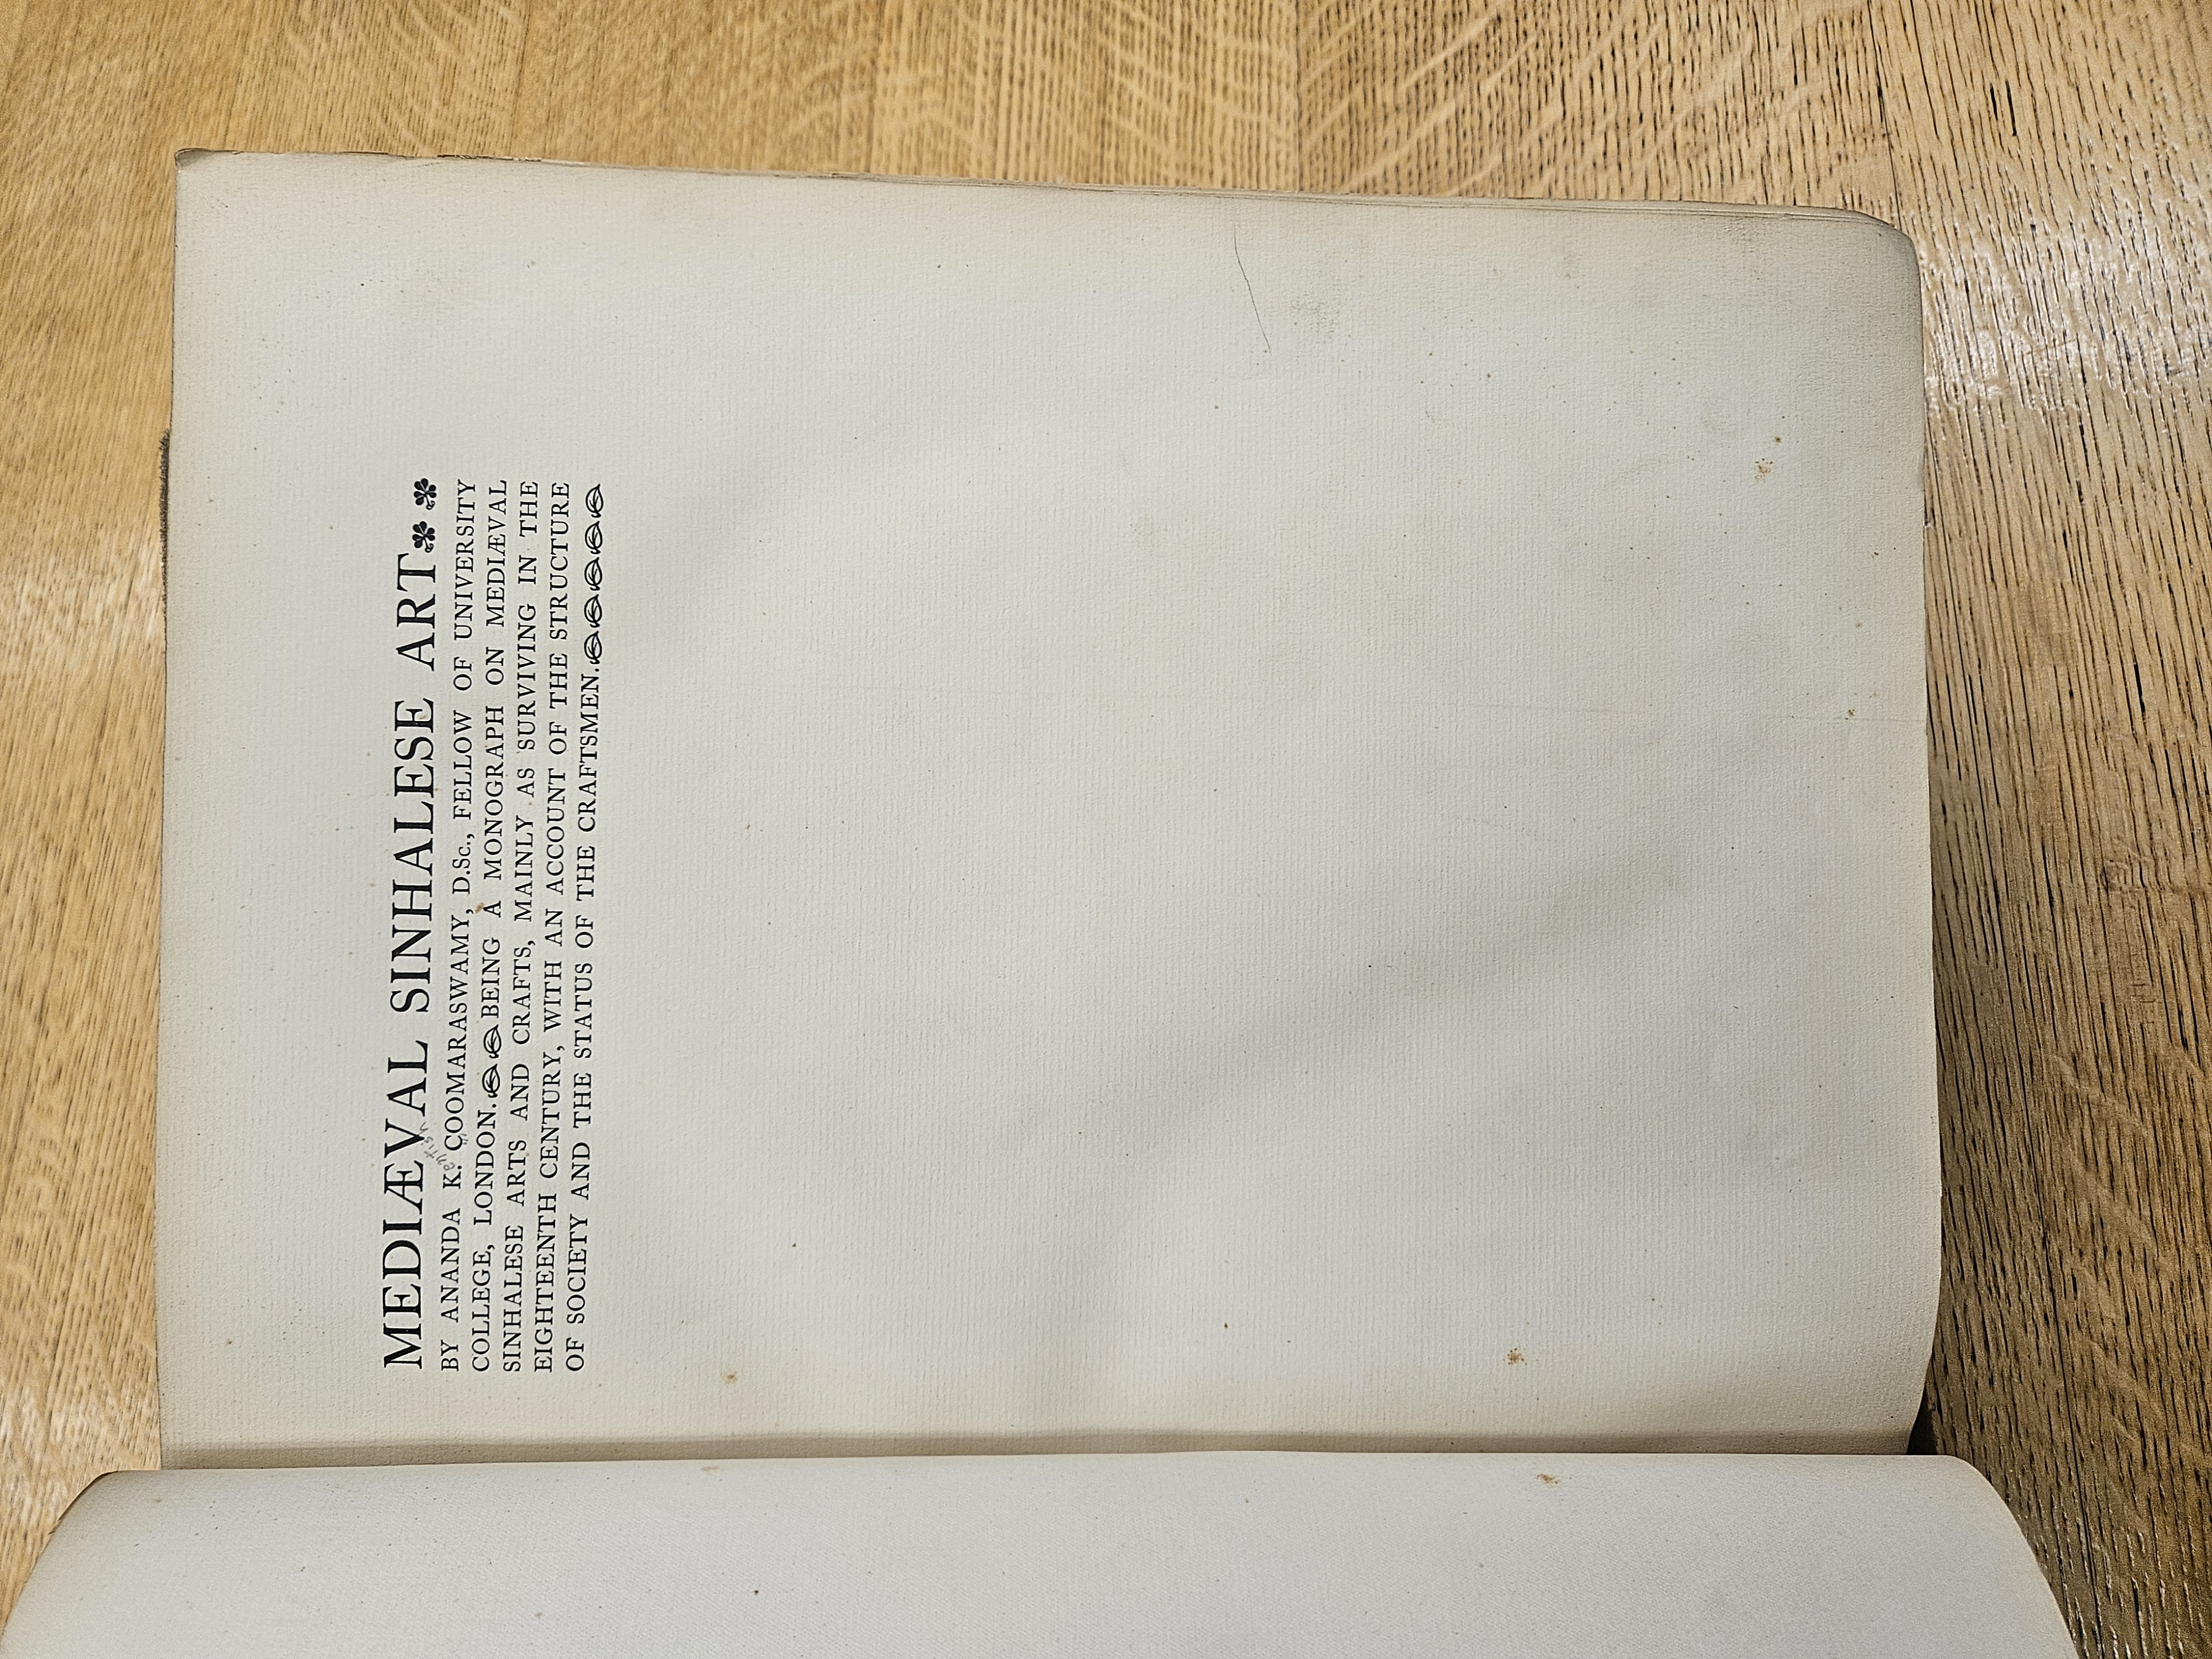 MEDIÆVAL SINHALESE ART
BY ANANDA K. COOMARASWAMY, D.Sc., FELLOW OF UNIVERSITY
COLLEGE, LONDON. BEING A MONOGRAPH ON MEDIÆVAL
SINHALESE ARTS AND CRAFTS, MAINLY AS SURVIVING IN THE
EIGHTEENTH CENTURY, WITH AN ACCOUNT OF THE STRUCTURE
OF SOCIETY AND THE STATUS OF THE CRAFTSMEN.